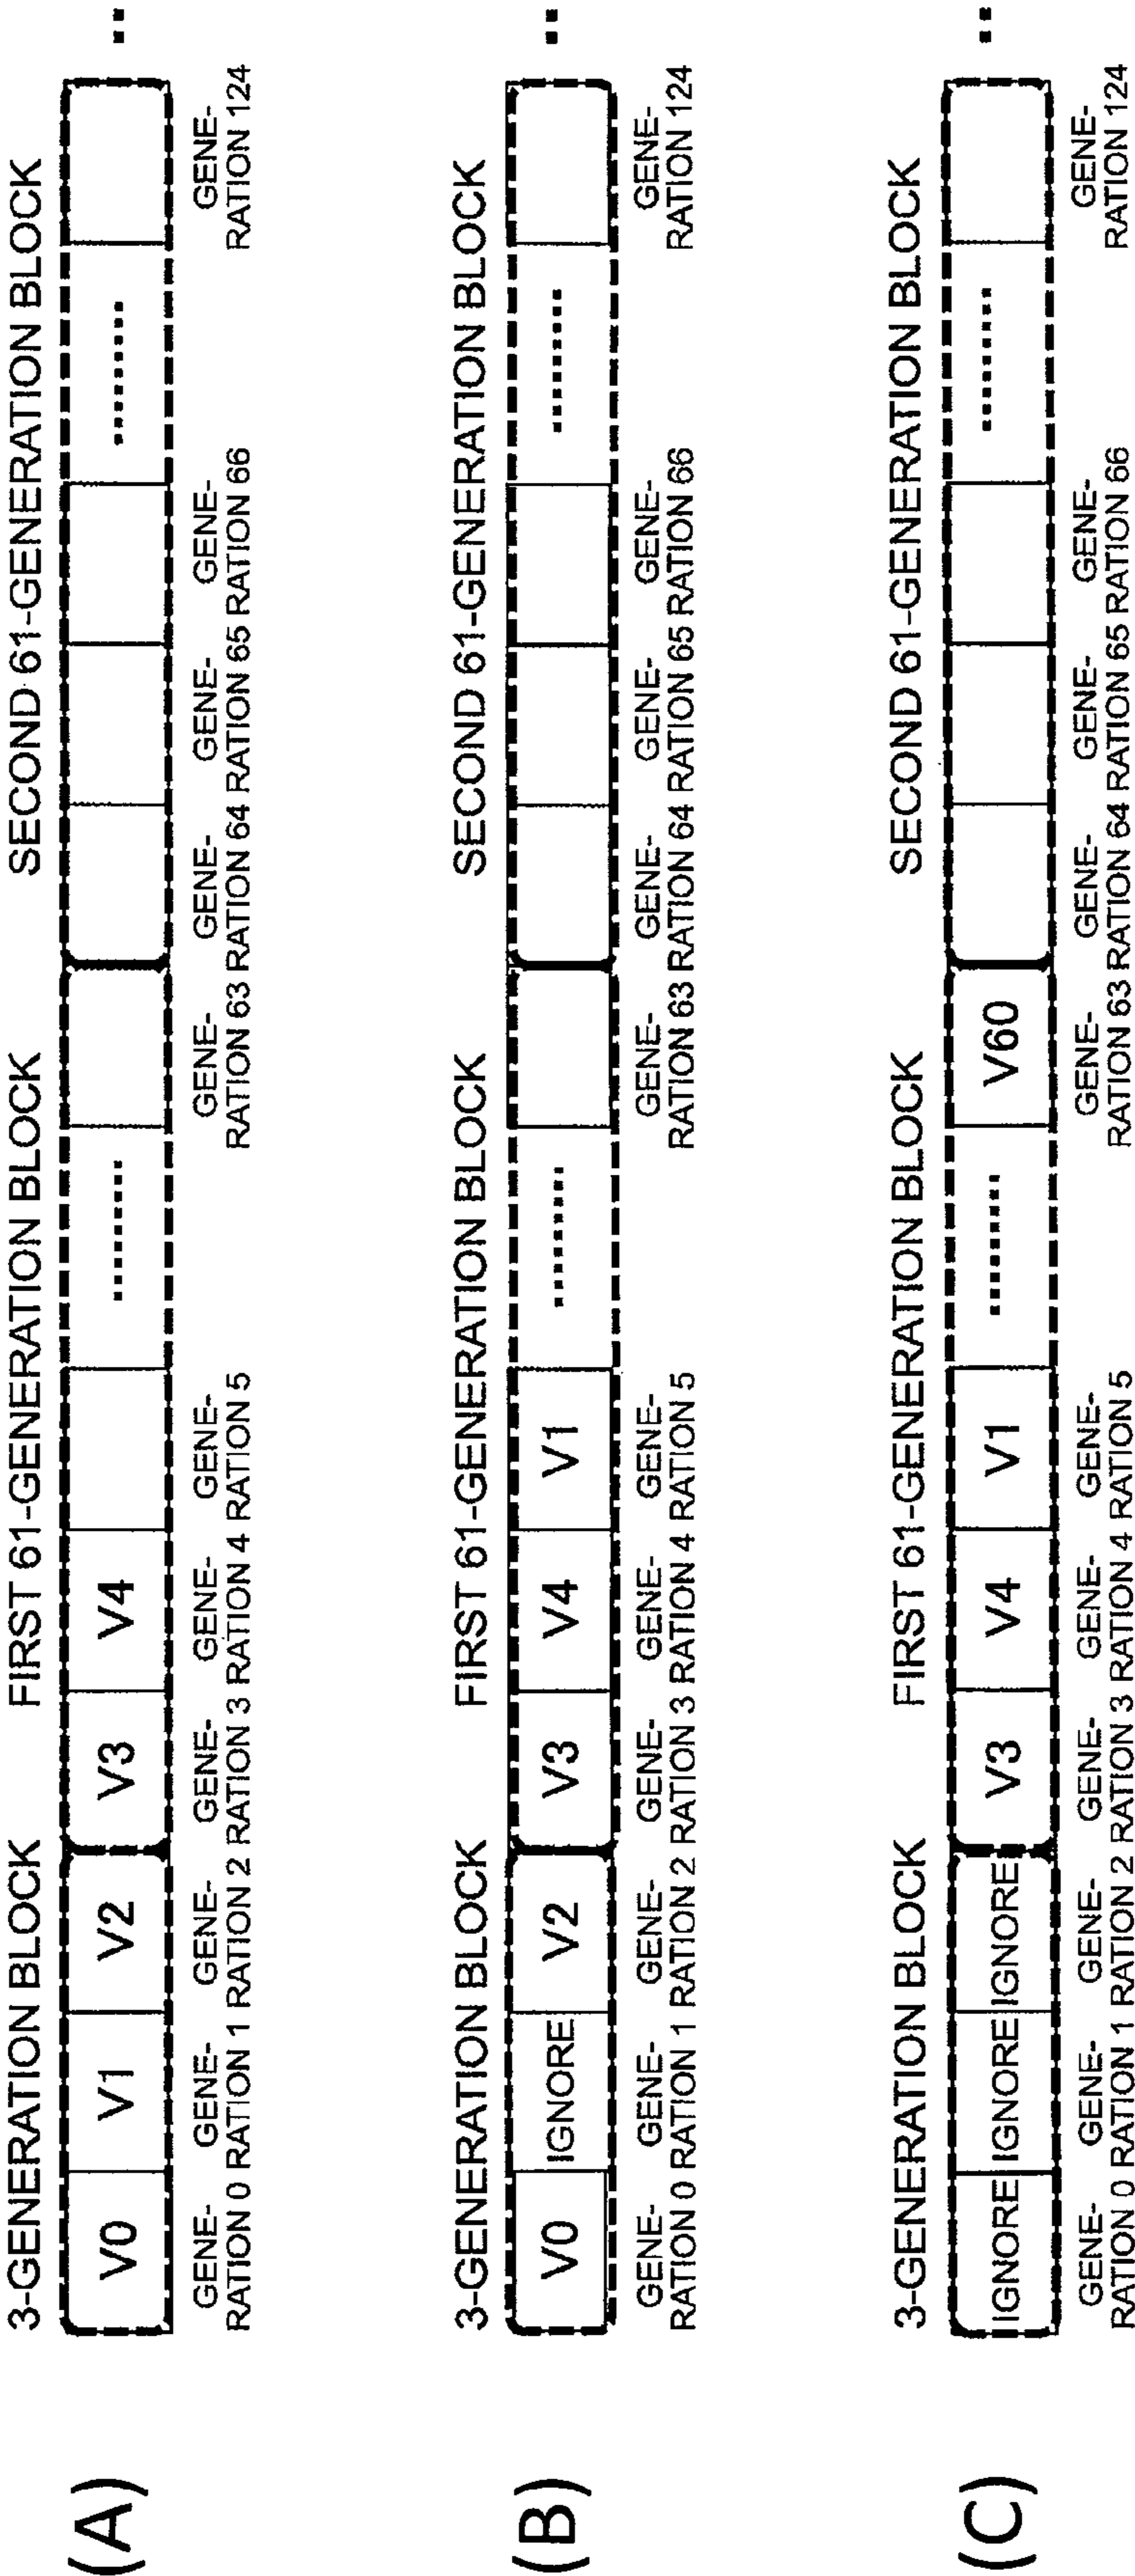 (A)
3-GENERATION BLOCK FIRST 61-GENERATION BLOCK SECOND 61-GENERATION BLOCK
V0 V1 V2 V3 V4 ········· ········· ··
GENE- GENE- GENE- GENE- GENE- GENE- GENE- GENE- GENE- GENE- GENE-
RATION 0 RATION 1 RATION 2 RATION 3 RATION 4 RATION 5 RATION 63 RATION 64 RATION 65 RATION 66 RATION 124
(B)
3-GENERATION BLOCK FIRST 61-GENERATION BLOCK SECOND 61-GENERATION BLOCK
V0 IGNORE V2 V3 V4 V1 ········· ········· ··
GENE- GENE- GENE- GENE- GENE- GENE- GENE- GENE- GENE- GENE- GENE-
RATION 0 RATION 1 RATION 2 RATION 3 RATION 4 RATION 5 RATION 63 RATION 64 RATION 65 RATION 66 RATION 124
(C)
3-GENERATION BLOCK FIRST 61-GENERATION BLOCK SECOND 61-GENERATION BLOCK
IGNORE IGNORE IGNORE V3 V4 V1 ········· V60 ········· ··
GENE- GENE- GENE- GENE- GENE- GENE- GENE- GENE- GENE- GENE- GENE-
RATION 0 RATION 1 RATION 2 RATION 3 RATION 4 RATION 5 RATION 63 RATION 64 RATION 65 RATION 66 RATION 124